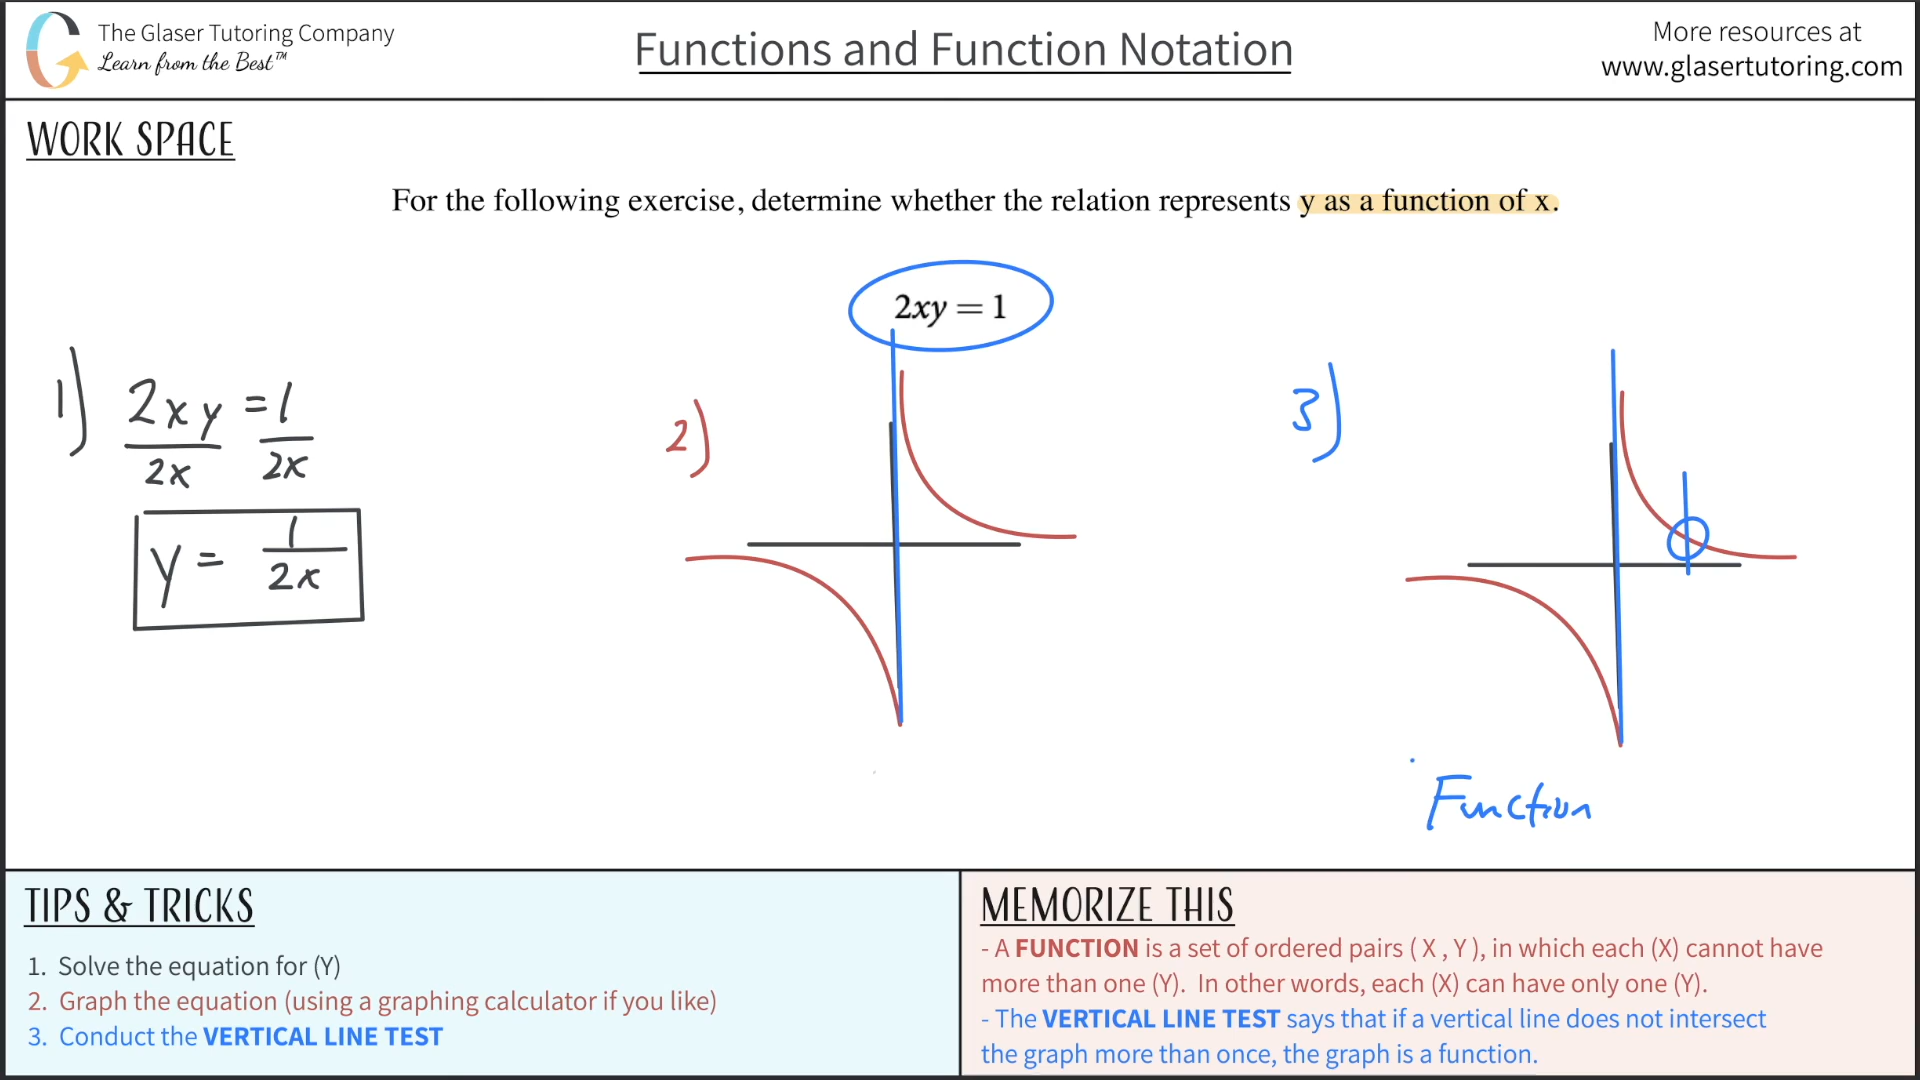 The Glaser Tutoring Company
Learn from the Best™
Functions and Function Notation
More resources at
www.glasertutoring.com
WORK SPACE
For the following exercise, determine whether the relation represents y as a function of x.
2xy = 1
1) 2xy = 1
2x 2x
y = 1
2x
2)
3)
Function
TIPS & TRICKS
1. Solve the equation for (Y)
2. Graph the equation (using a graphing calculator if you like)
3. Conduct the VERTICAL LINE TEST
MEMORIZE THIS
- A FUNCTION is a set of ordered pairs ( X , Y ), in which each (X) cannot have
more than one (Y). In other words, each (X) can have only one (Y).
- The VERTICAL LINE TEST says that if a vertical line does not intersect
the graph more than once, the graph is a function.